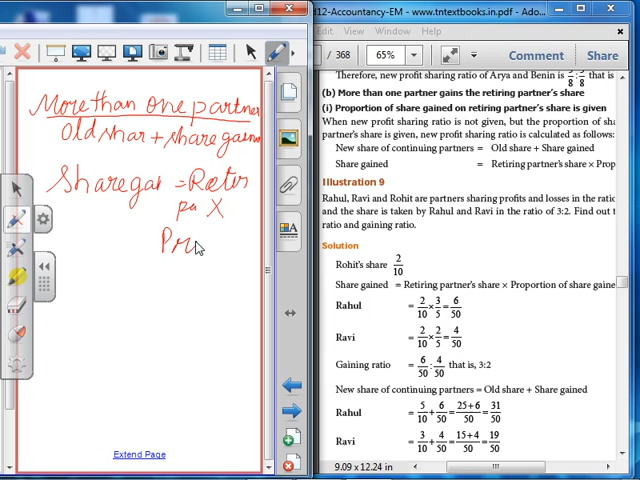 12-Accountancy-EM - www.tntextbooks.in.pdf - Ado...
View Window Help
/ 368 65% Comment Share
More than one partner
Old shar + share gain
Share gai = Retir
pa X
Pr
Extend Page
Therefore, new profit sharing ratio of Arya and Benin is 7/8 : 7/8 that is
(b) More than one partner gains the retiring partner's share
(i) Proportion of share gained on retiring partner's share is given
When new profit sharing ratio is not given, but the proportion of sha
partner's share is given, new profit sharing ratio is calculated as follows:
New share of continuing partners = Old share + Share gained
Share gained = Retiring partner's share × Prop
Illustration 9
Rahul, Ravi and Rohit are partners sharing profits and losses in the ratio
and the share is taken by Rahul and Ravi in the ratio of 3:2. Find out t
ratio and gaining ratio.
Solution
Rohit's share 2/10
Share gained = Retiring partner's share × Proportion of share gaine
Rahul = 2/10 × 3/5 = 6/50
Ravi = 2/10 × 2/5 = 4/50
Gaining ratio = 6/50 : 4/50 that is, 3:2
New share of continuing partners = Old share + Share gained
Rahul = 5/10 + 6/50 = 25+6/50 = 31/50
Ravi = 3/10 + 4/50 = 15+4/50 = 19/50
9.09 x 12.24 in